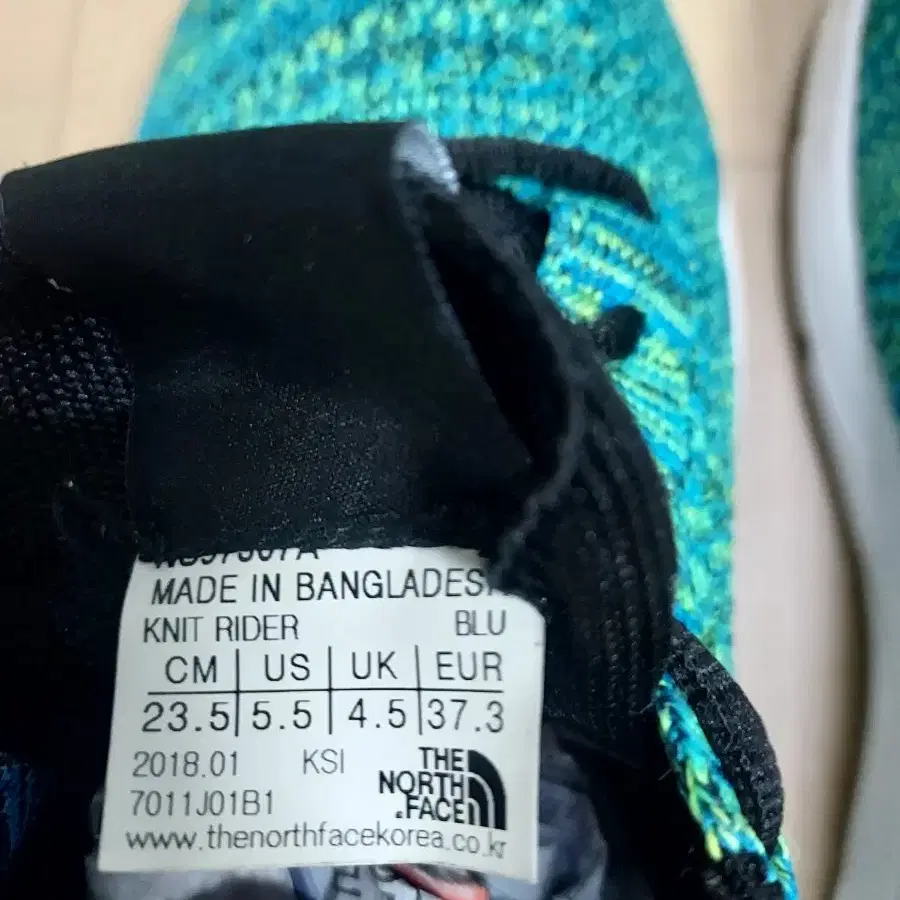 MADE IN BANGLADES
KNIT RIDER BLU
CM US UK EUR
23.5 5.5 4.5 37.3
2018.01 KSI
7011J01B1
THE
NORTH
FACE
www.thenorthfacekorea.co.kr